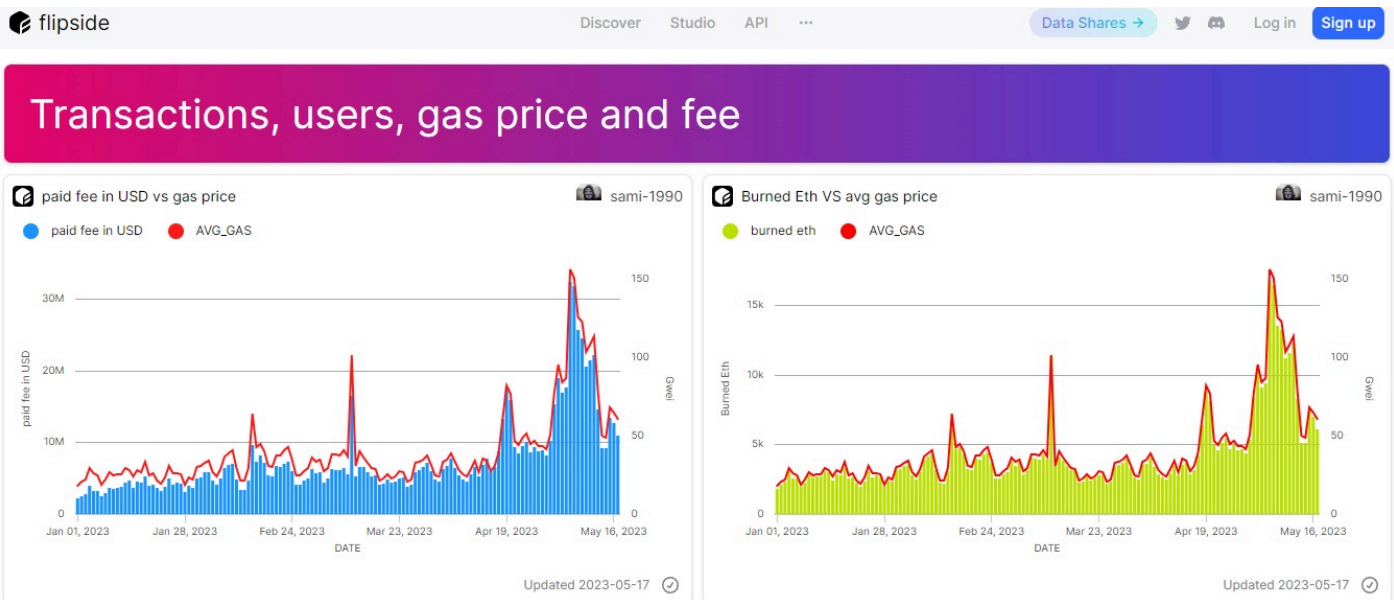 flipside Discover Studio API ... Data Shares → Log in Sign up
Transactions, users, gas price and fee
paid fee in USD vs gas price sami-1990
paid fee in USD AVG_GAS
30M
20M
10M
0
paid fee in USD
150
100
50
0
Gwei
Jan 01, 2023 Jan 28, 2023 Feb 24, 2023 Mar 23, 2023 Apr 19, 2023 May 16, 2023
DATE
Updated 2023-05-17
Burned Eth VS avg gas price sami-1990
burned eth AVG_GAS
15k
10k
5k
0
Burned Eth
150
100
50
0
Gwei
Jan 01, 2023 Jan 28, 2023 Feb 24, 2023 Mar 23, 2023 Apr 19, 2023 May 16, 2023
DATE
Updated 2023-05-17